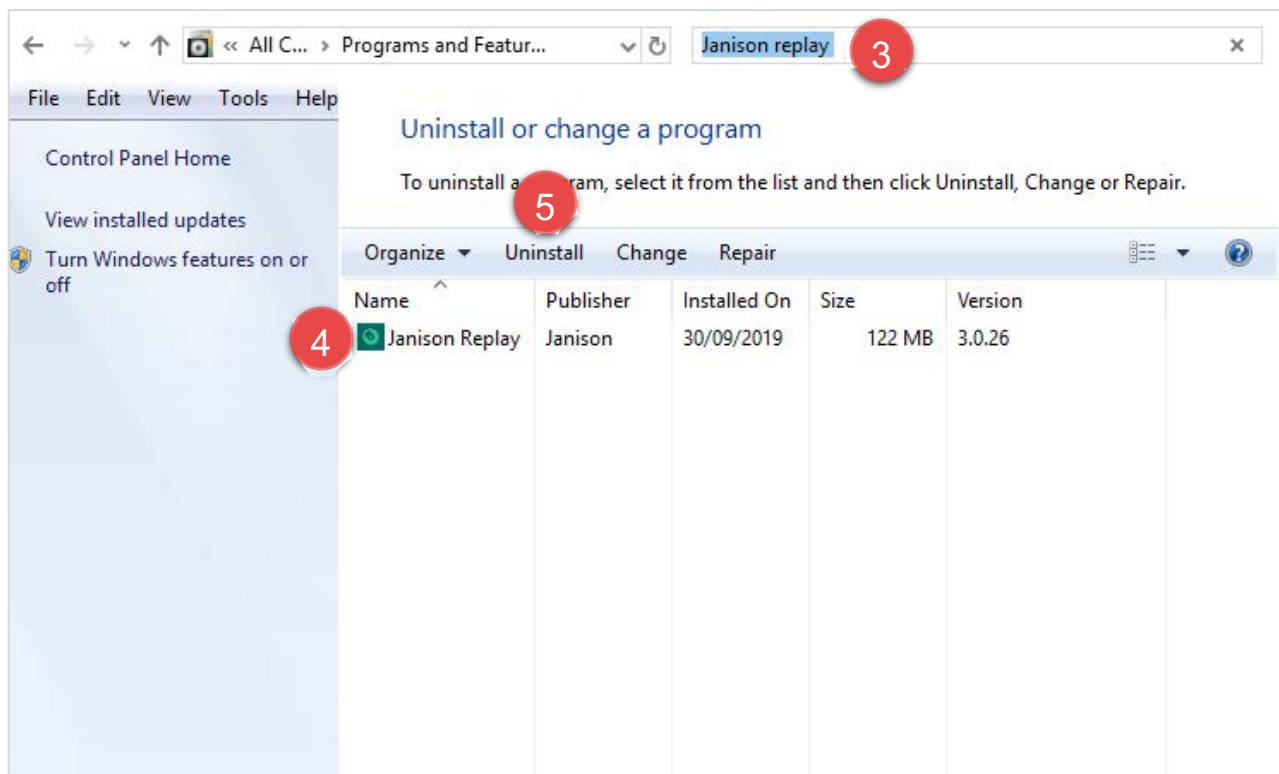 « All C... › Programs and Featur...
Janison replay
3
File Edit View Tools Help
Control Panel Home
View installed updates
Turn Windows features on or
off
Uninstall or change a program
To uninstall a program, select it from the list and then click Uninstall, Change or Repair.
5
Organize Uninstall Change Repair
Name Publisher Installed On Size Version
4
Janison Replay Janison 30/09/2019 122 MB 3.0.26